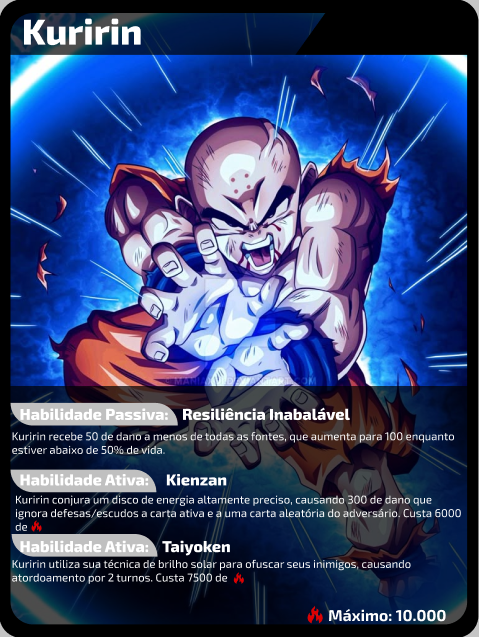 Kuririn
Habilidade Passiva: Resiliência Inabalável
Kuririn recebe 50 de dano a menos de todas as fontes, que aumenta para 100 enquanto
estiver abaixo de 50% de vida.
Habilidade Ativa: Kienzan
Kuririn conjura um disco de energia altamente preciso, causando 300 de dano que
ignora defesas/escudos a carta ativa e a uma carta aleatória do adversário. Custa 6000
de
Habilidade Ativa: Taiyoken
Kuririn utiliza sua técnica de brilho solar para ofuscar seus inimigos, causando
atordoamento por 2 turnos. Custa 7500 de
Máximo: 10.000